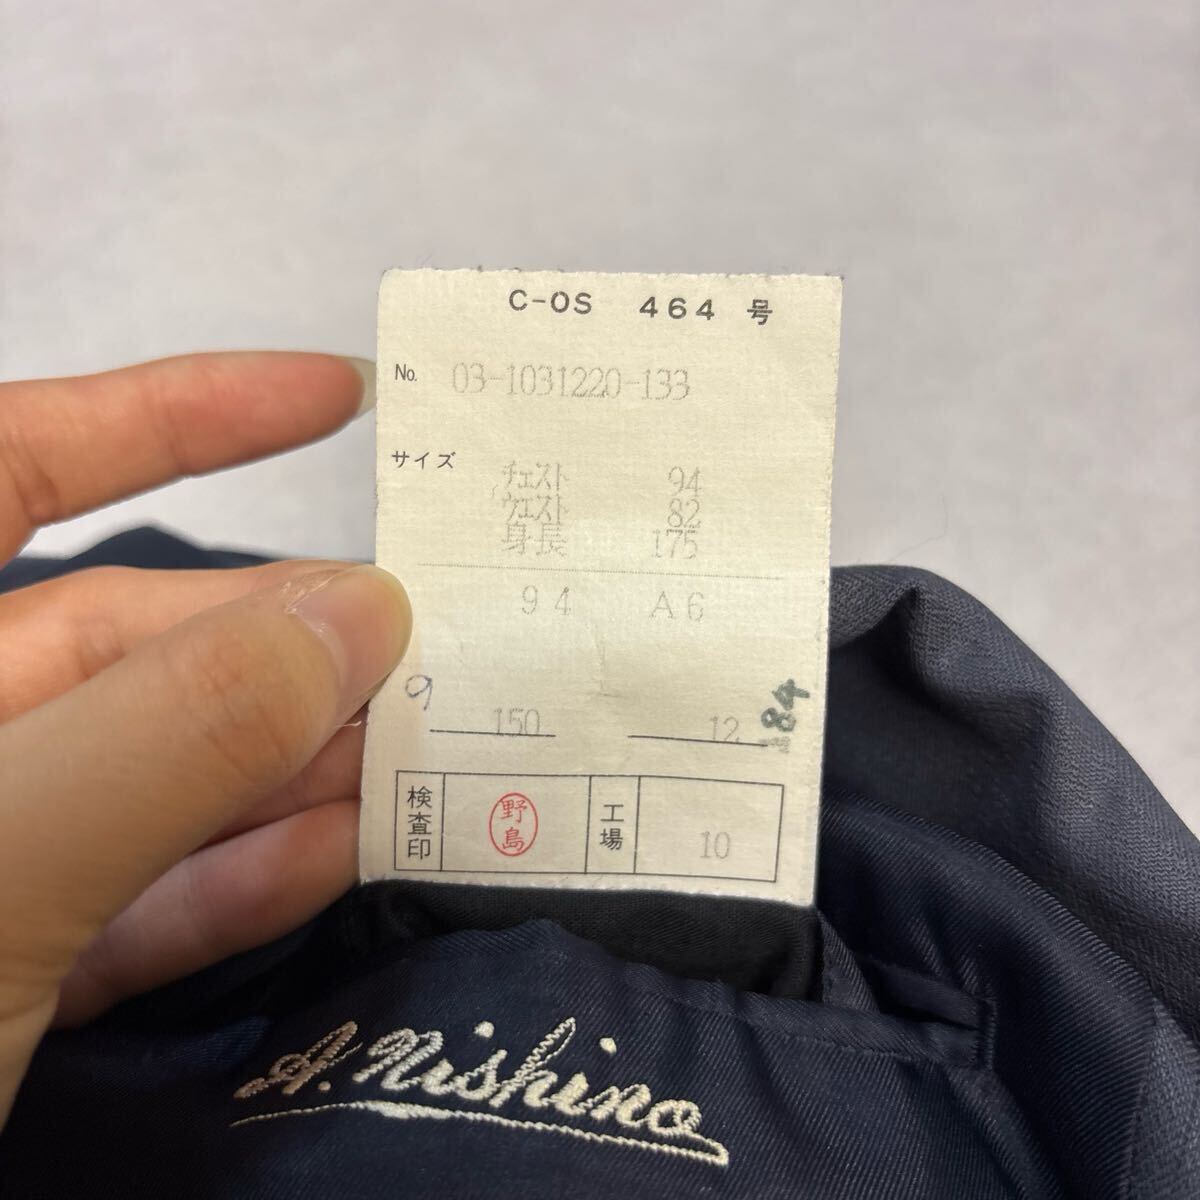 C-OS 464 号
No. 03-1031220-133
サイズ
チェスト 94
ウエスト 82
身長 175
94 A6
9 150 12 184
検査印 野島 工場 10
A. Nishino